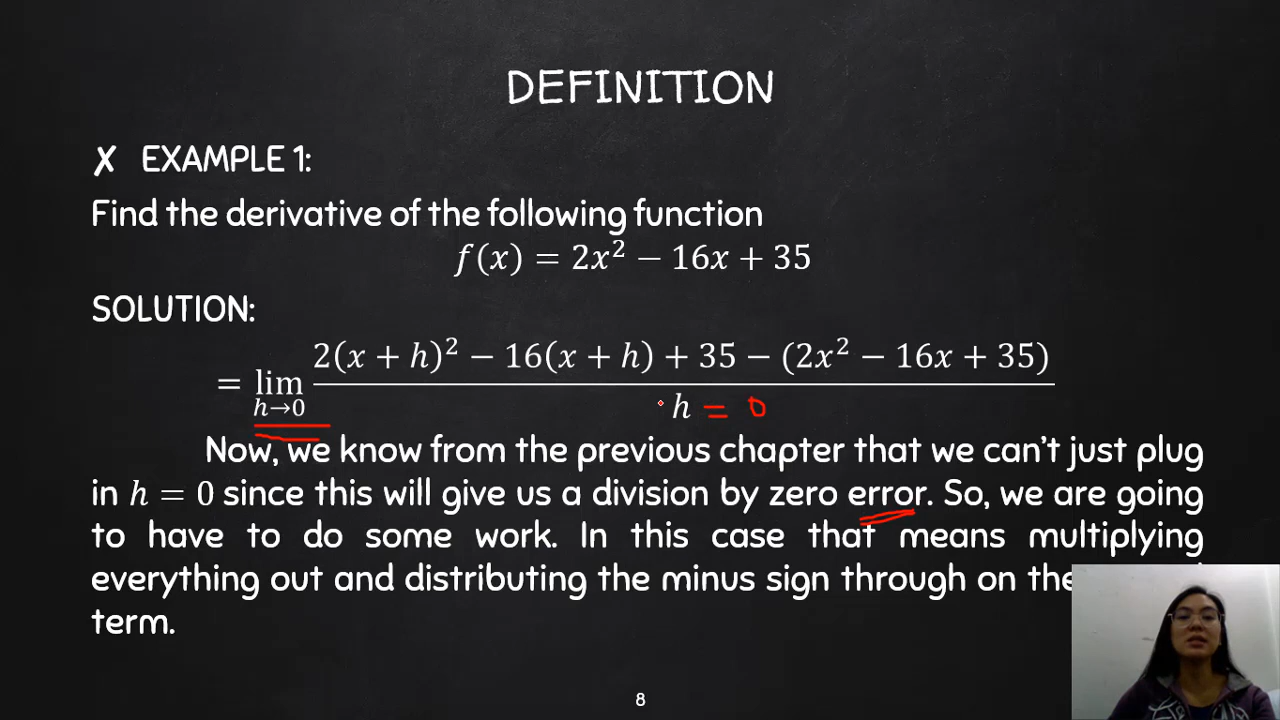 DEFINITION
✗ EXAMPLE 1:
Find the derivative of the following function
f(x) = 2x² − 16x + 35
SOLUTION:
= lim h→0 2(x + h)² − 16(x + h) + 35 − (2x² − 16x + 35)
h = 0
Now, we know from the previous chapter that we can't just plug
in h = 0 since this will give us a division by zero error. So, we are going
to have to do some work. In this case that means multiplying
everything out and distributing the minus sign through on the
term.
8